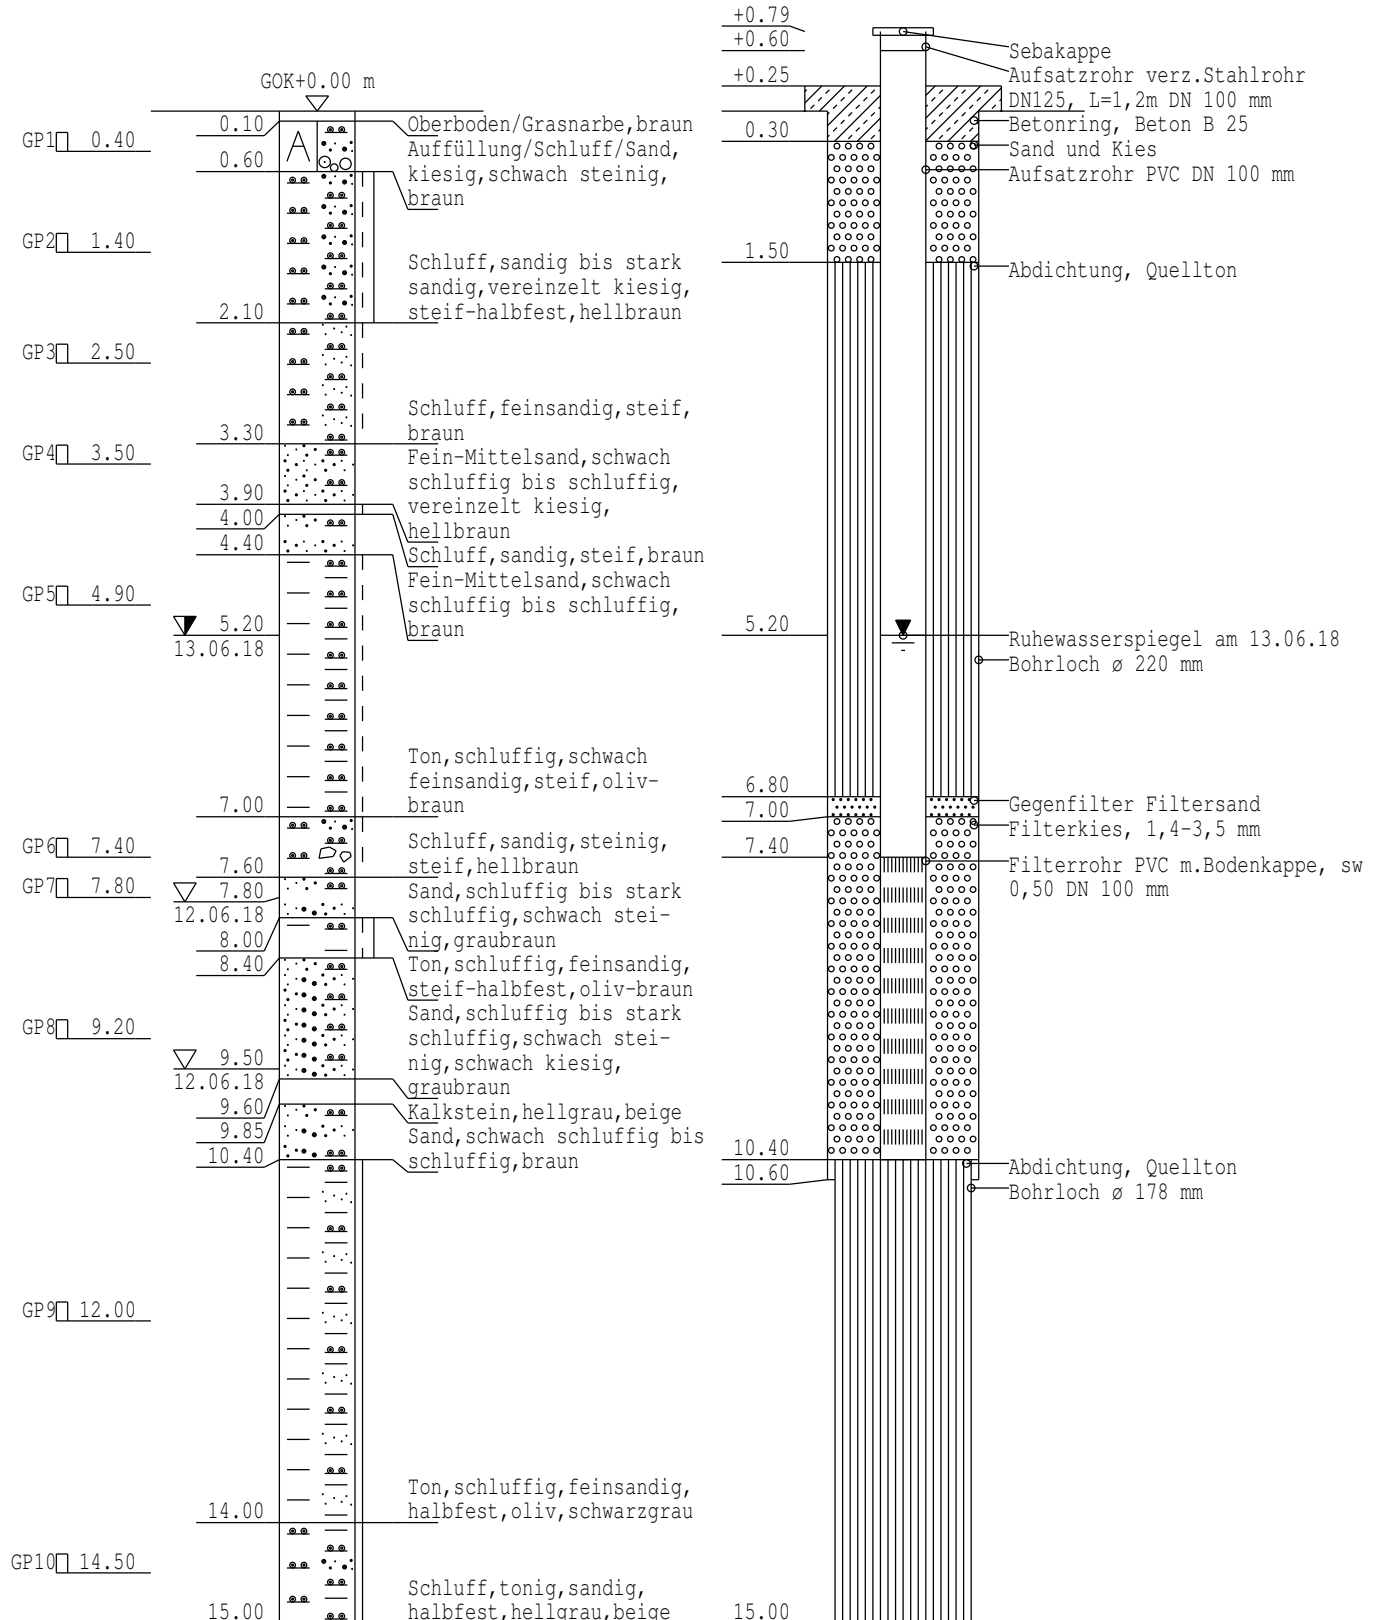 GOK+0.00 m
GP1 0.40
GP2 1.40
GP3 2.50
GP4 3.50
GP5 4.90
GP6 7.40
GP7 7.80
GP8 9.20
GP9 12.00
GP10 14.50
0.10
0.60
2.10
3.30
3.90
4.00
4.40
5.20
13.06.18
7.00
7.60
7.80
12.06.18
8.00
8.40
9.50
12.06.18
9.60
9.85
10.40
14.00
15.00
A
Oberboden/Grasnarbe,braun
Auffüllung/Schluff/Sand,
kiesig,schwach steinig,
braun
Schluff,sandig bis stark
sandig,vereinzelt kiesig,
steif-halbfest,hellbraun
Schluff,feinsandig,steif,
braun
Fein-Mittelsand,schwach
schluffig bis schluffig,
vereinzelt kiesig,
hellbraun
Schluff,sandig,steif,braun
Fein-Mittelsand,schwach
schluffig bis schluffig,
braun
Ton,schluffig,schwach
feinsandig,steif,oliv-
braun
Schluff,sandig,steinig,
steif,hellbraun
Sand,schluffig bis stark
schluffig,schwach stei-
nig,graubraun
Ton,schluffig,feinsandig,
steif-halbfest,oliv-braun
Sand,schluffig bis stark
schluffig,schwach stei-
nig,schwach kiesig,
graubraun
Kalkstein,hellgrau,beige
Sand,schwach schluffig bis
schluffig,braun
Ton,schluffig,feinsandig,
halbfest,oliv,schwarzgrau
Schluff,tonig,sandig,
halbfest,hellgrau,beige
+0.79
+0.60
+0.25
0.30
1.50
5.20
6.80
7.00
7.40
10.40
10.60
15.00
Sebakappe
Aufsatzrohr verz.Stahlrohr
DN125, L=1,2m DN 100 mm
Betonring, Beton B 25
Sand und Kies
Aufsatzrohr PVC DN 100 mm
Abdichtung, Quellton
Ruhewasserspiegel am 13.06.18
Bohrloch ø 220 mm
Gegenfilter Filtersand
Filterkies, 1,4-3,5 mm
Filterrohr PVC m.Bodenkappe, sw
0,50 DN 100 mm
Abdichtung, Quellton
Bohrloch ø 178 mm